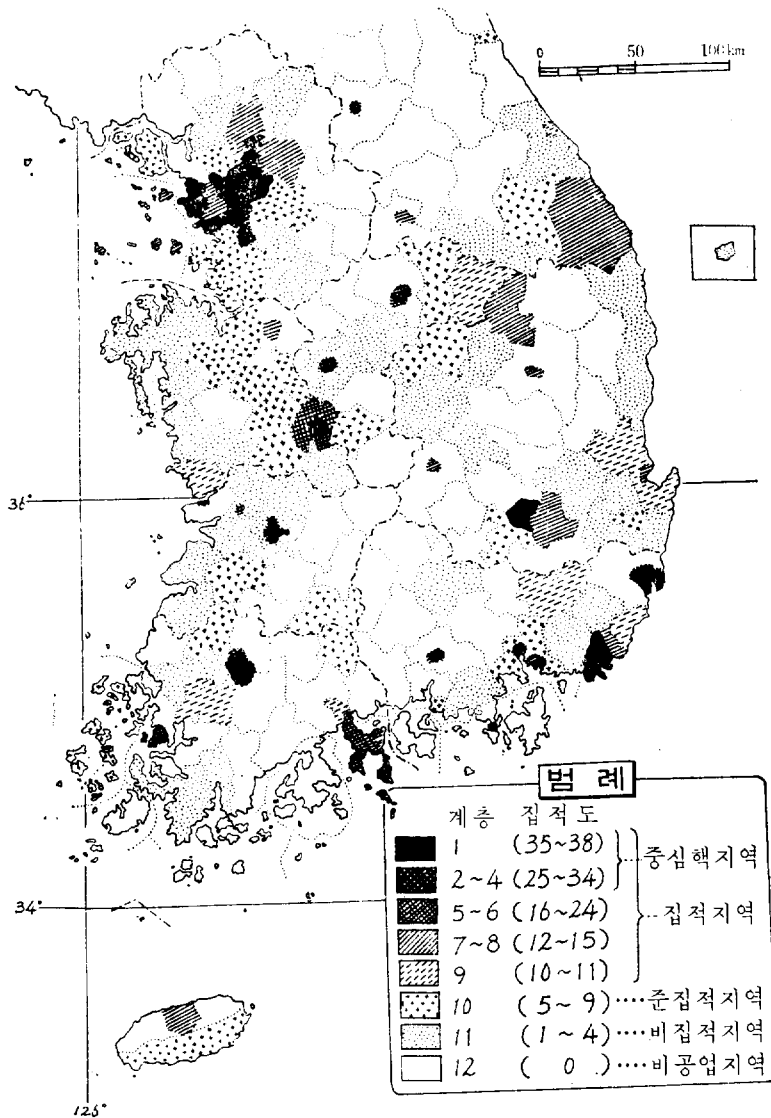 0 50 100km
36°
34°
126°
범례
계층 집적도
1 (35~38)
2~4 (25~34) 중심핵지역
5~6 (16~24)
7~8 (12~15) 집적지역
9 (10~11)
10 (5~9)····준집적지역
11 (1~4)····비집적지역
12 (0)····비공업지역